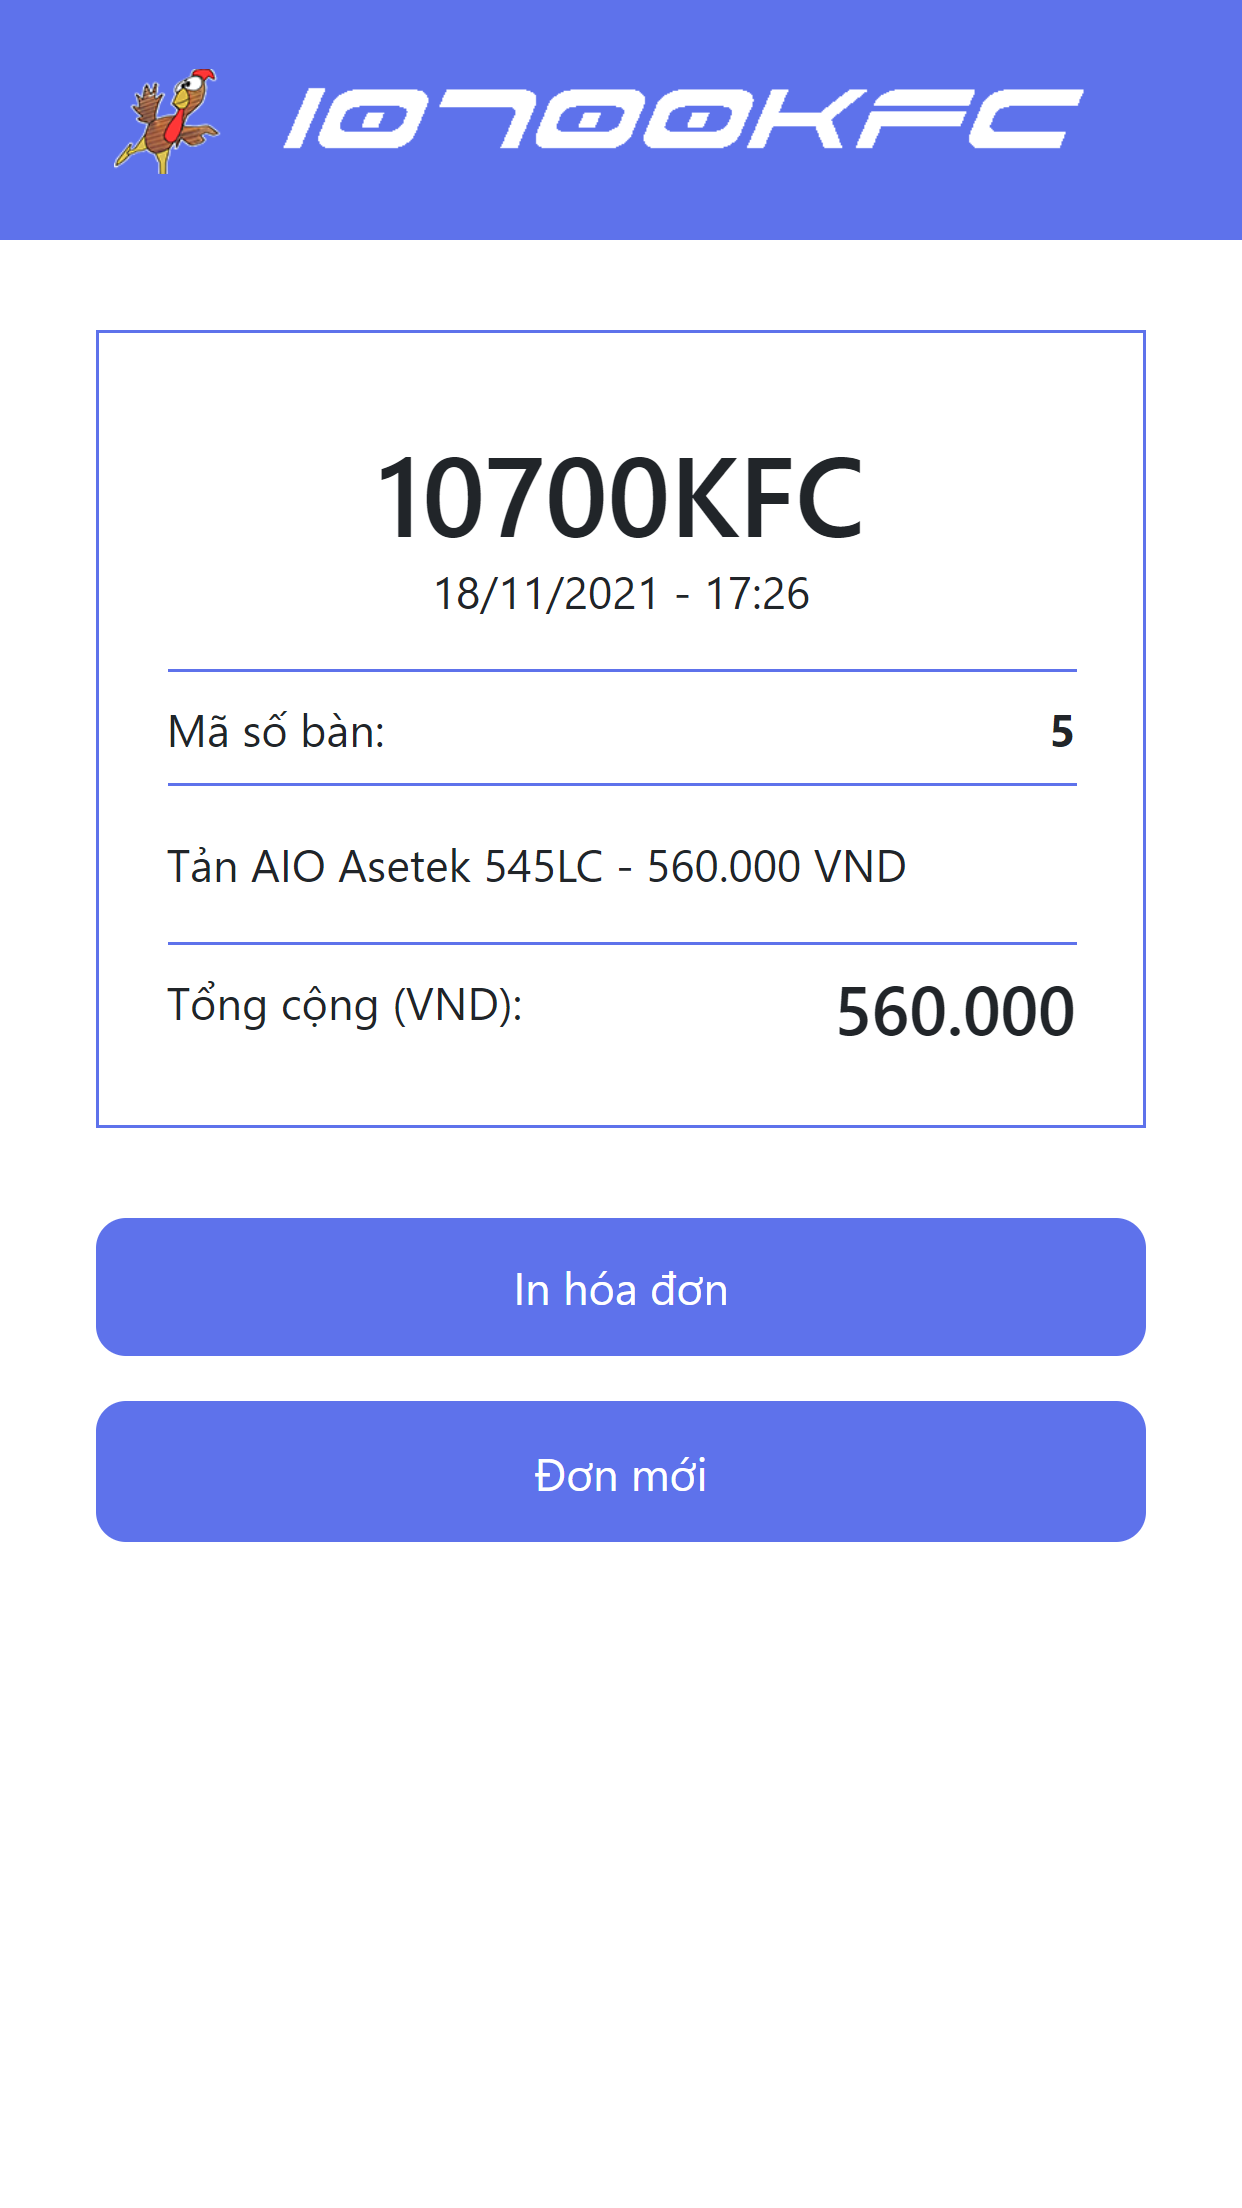 10700KFC
10700KFC
18/11/2021 - 17:26
Mã số bàn: 5
Tản AIO Asetek 545LC - 560.000 VND
Tổng cộng (VND): 560.000
In hóa đơn
Đơn mới